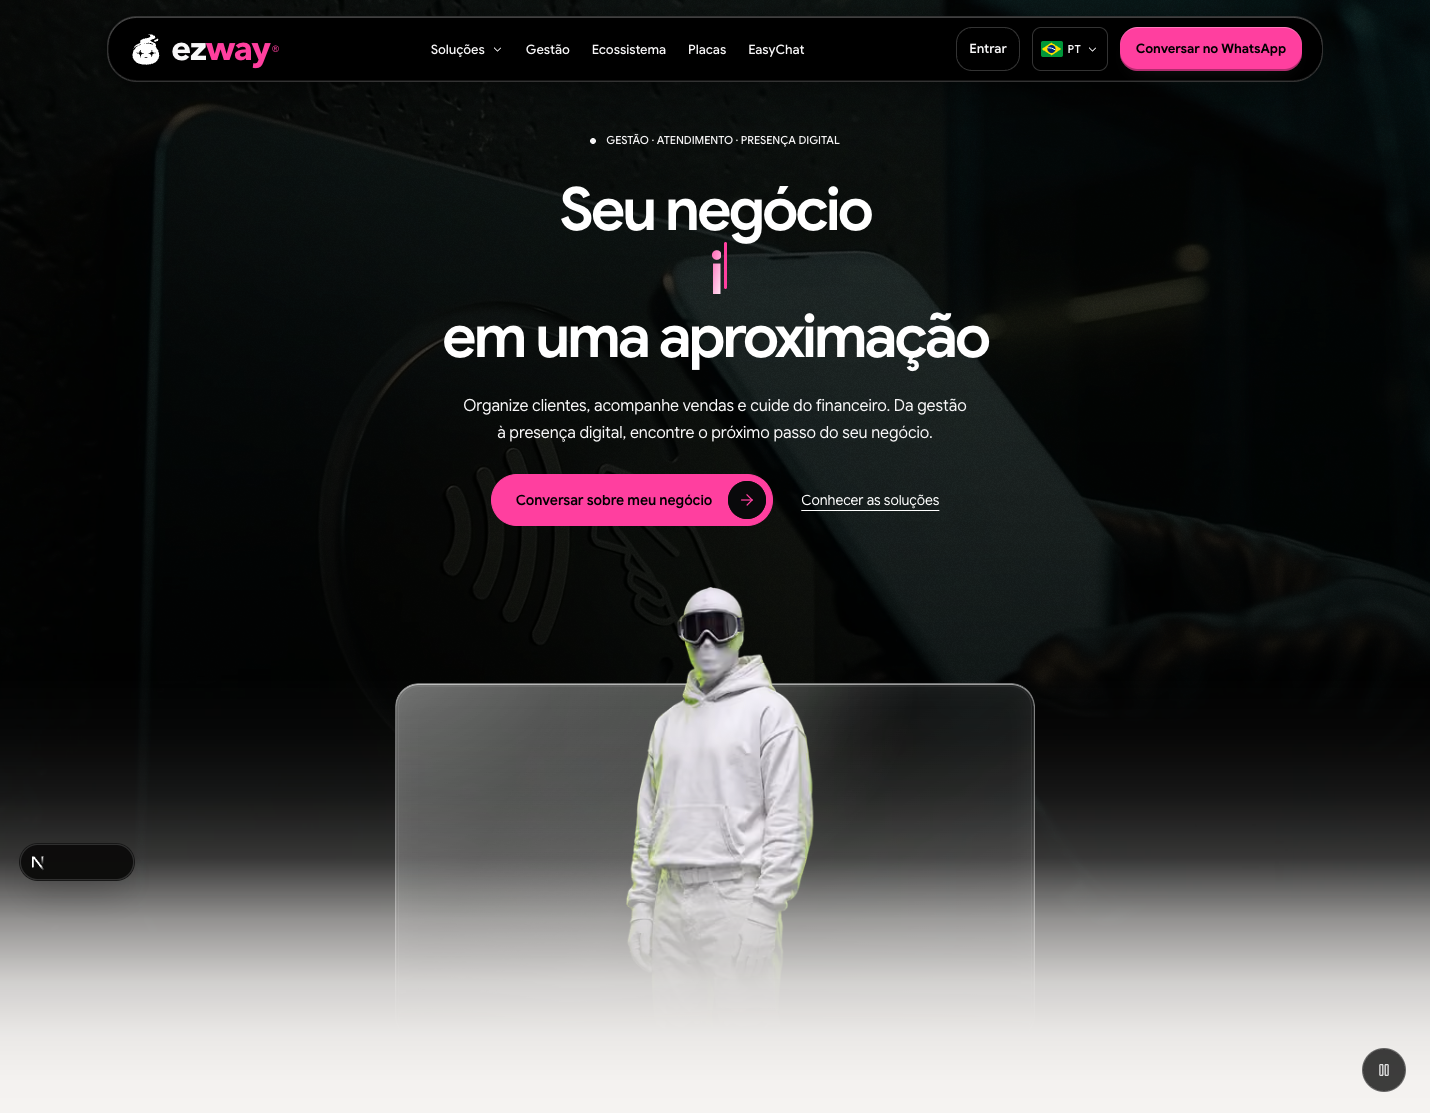 ezway®
Soluções
Gestão
Ecossistema
Placas
EasyChat
Entrar
PT
Conversar no WhatsApp
GESTÃO · ATENDIMENTO · PRESENÇA DIGITAL
Seu negócio
i
em uma aproximação
Organize clientes, acompanhe vendas e cuide do financeiro. Da gestão
à presença digital, encontre o próximo passo do seu negócio.
Conversar sobre meu negócio
Conhecer as soluções
N